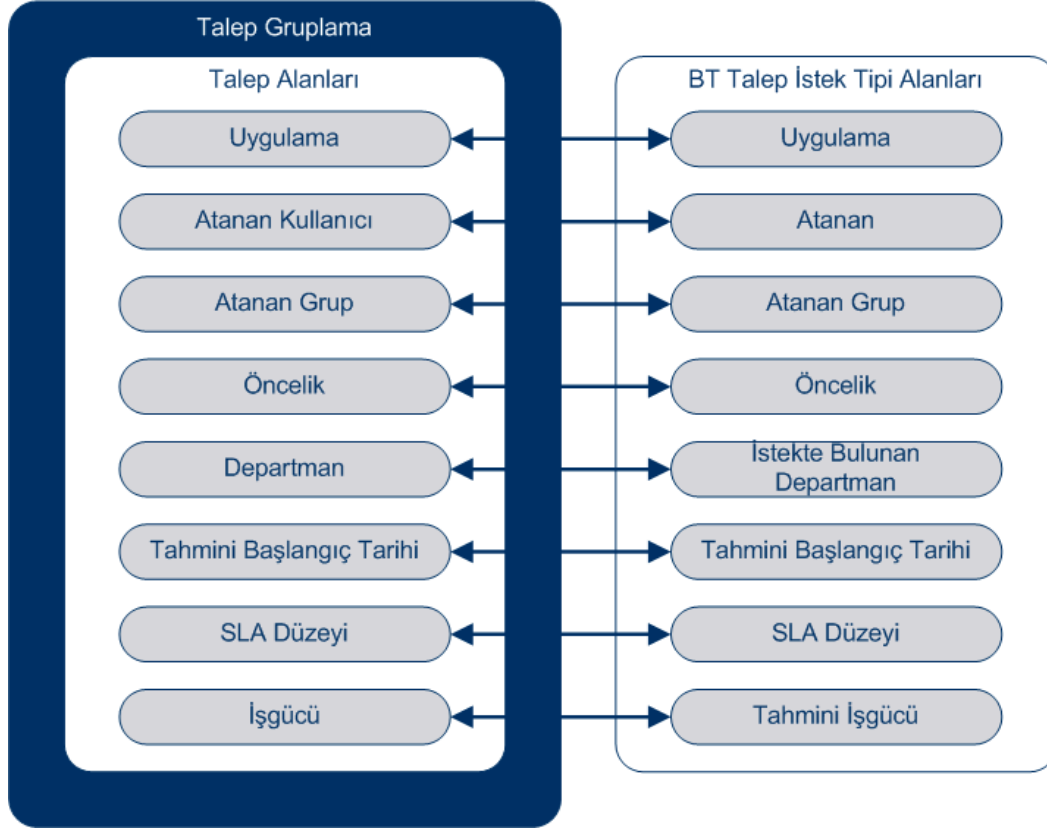 Talep Gruplama
Talep Alanları
BT Talep İstek Tipi Alanları
Uygulama
Uygulama
Atanan Kullanıcı
Atanan
Atanan Grup
Atanan Grup
Öncelik
Öncelik
Departman
İstekte Bulunan
Departman
Tahmini Başlangıç Tarihi
Tahmini Başlangıç Tarihi
SLA Düzeyi
SLA Düzeyi
İşgücü
Tahmini İşgücü